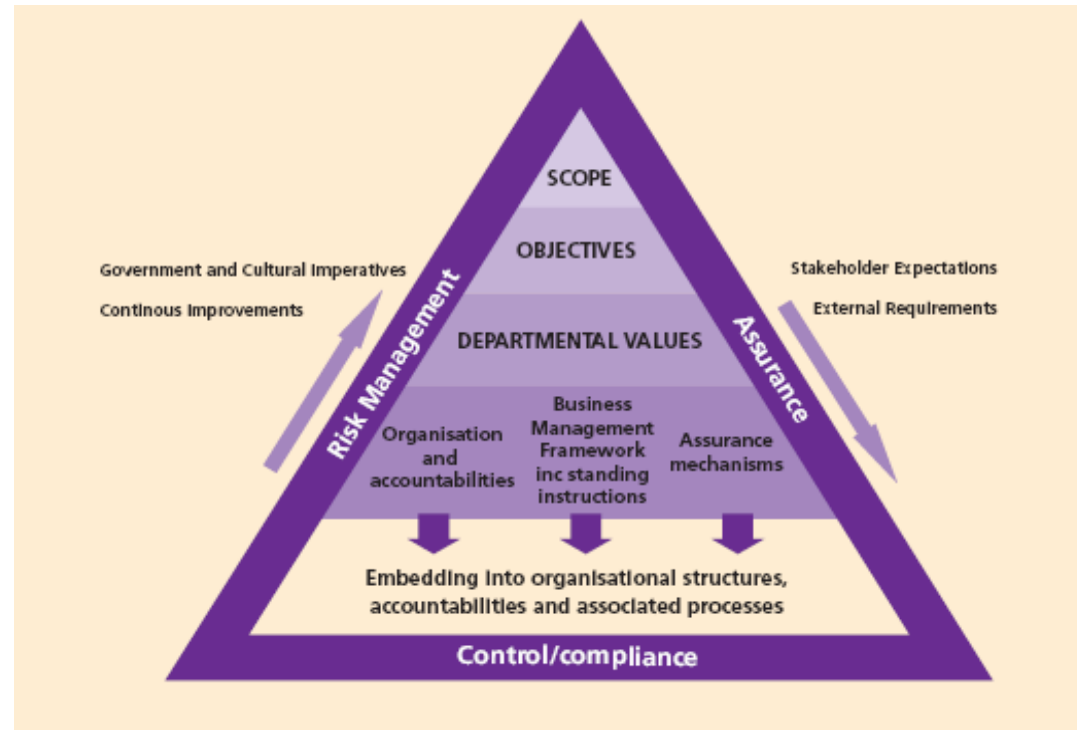 SCOPE
OBJECTIVES
DEPARTMENTAL VALUES
Government and Cultural Imperatives
Continous Improvements
Risk Management
Stakeholder Expectations
External Requirements
Assurance
Organisation
and
accountabilities
Business
Management
Framework
inc standing
instructions
Assurance
mechanisms
Embedding into organisational structures,
accountabilities and associated processes
Control/compliance